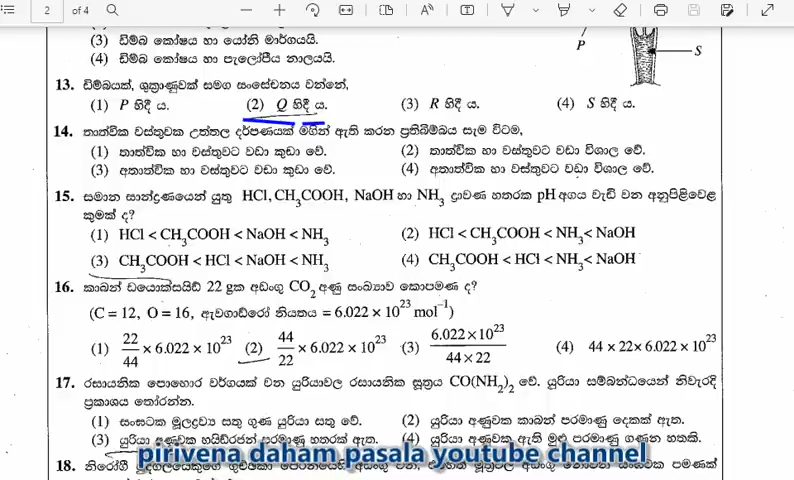 2 of 4
(3) ඩිම්බ කෝෂය හා යෝනි මාර්ගයයි.
(4) ඩිම්බ කෝෂය හා පැලෝපීය නාලයයි.
P
S
13. ඩිම්බයක්, ශුක්‍රාණුවක් සමග සංසේචනය වන්නේ,
(1) P හිදී ය. (2) Q හිදී ය. (3) R හිදී ය. (4) S හිදී ය.
14. තාත්වික වස්තුවක උත්තල දර්පණයක් මගින් ඇති කරන ප්‍රතිබිම්බය සැම විටම,
(1) තාත්වික හා වස්තුවට වඩා කුඩා වේ. (2) තාත්වික හා වස්තුවට වඩා විශාල වේ.
(3) අතාත්වික හා වස්තුවට වඩා කුඩා වේ. (4) අතාත්වික හා වස්තුවට වඩා විශාල වේ.
15. සමාන සාන්ද්‍රණයෙන් යුතු HCl, CH₃COOH, NaOH හා NH₃ ද්‍රාවණ හතරක pH අගය වැඩි වන අනුපිළිවෙළ
කුමක් ද?
(1) HCl < CH₃COOH < NaOH < NH₃ (2) HCl < CH₃COOH < NH₃ < NaOH
(3) CH₃COOH < HCl < NaOH < NH₃ (4) CH₃COOH < HCl < NH₃ < NaOH
16. කාබන් ඩයොක්සයිඩ් 22 gක අඩංගු CO₂ අණු සංඛ්‍යාව කොපමණ ද?
(C = 12, O = 16, ඇවගාඩ්රෝ නියතය = 6.022 × 10²³ mol⁻¹)
(1) 22/44 × 6.022 × 10²³ (2) 44/22 × 6.022 × 10²³ (3) 6.022 × 10²³/44 × 22 (4) 44 × 22 × 6.022 × 10²³
17. රසායනික පොහොර වර්ගයක් වන යූරියාවල රසායනික සූත්‍රය CO(NH₂)₂ වේ. යූරියා සම්බන්ධයෙන් නිවැරදි
ප්‍රකාශය තෝරන්න.
(1) සංඝටක මූලද්‍රව්‍ය සතු ගුණ යූරියා සතු වේ. (2) යූරියා අණුවක කාබන් පරමාණු දෙකක් ඇත.
(3) යූරියා අණුවක හයිඩ්රජන් පරමාණු හතරක් ඇත. (4) යූරියා අණුවක ඇති මුළු පරමාණු ගණන හතකි.
pirivena daham pasala youtube channel
18. නිරෝගී